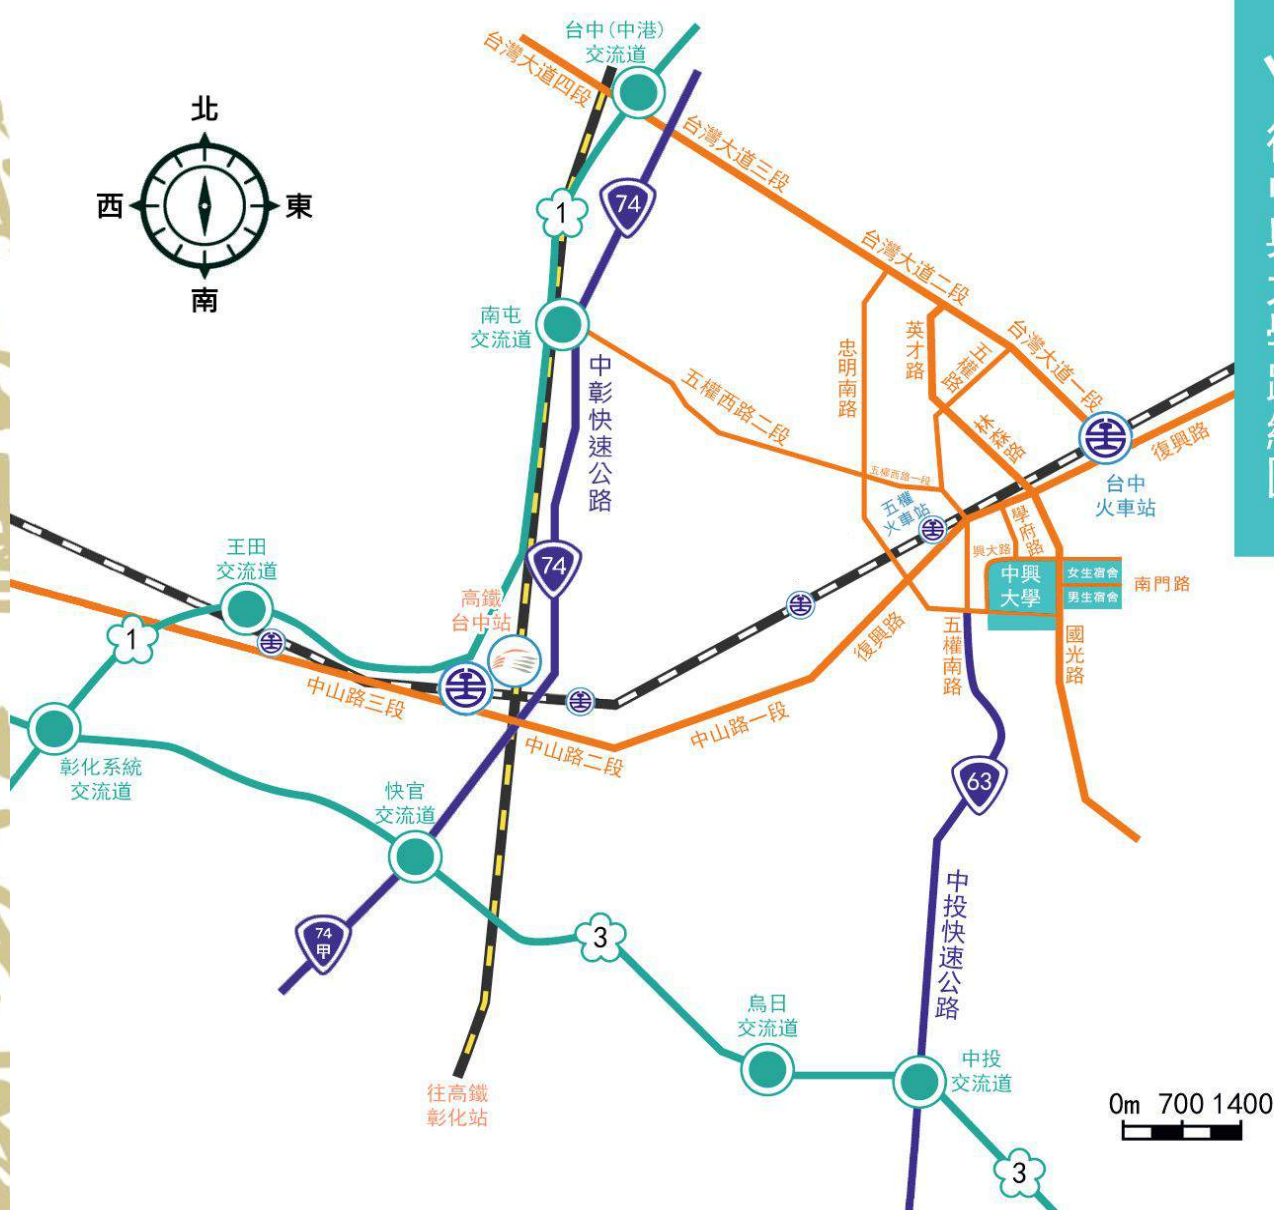 台中(中港)
交流道
台灣大道四段
台灣大道三段
北
西
東
南
74
1
台灣大道二段
南屯
交流道
英才路
五權路
台灣大道一段
忠明南路
中彰快速公路
五權西路二段
林森路
復興路
五權西路一段
台中
火車站
五權
火車站
學府路
王田
交流道
興大路
74
中興
大學
女生宿舍
男生宿舍
南門路
高鐵
台中站
1
復興路
五權南路
國光路
中山路三段
中山路一段
中山路二段
彰化系統
交流道
63
快官
交流道
中投快速公路
74
甲
3
烏日
交流道
中投
交流道
往高鐵
彰化站
0m 700 1400
3